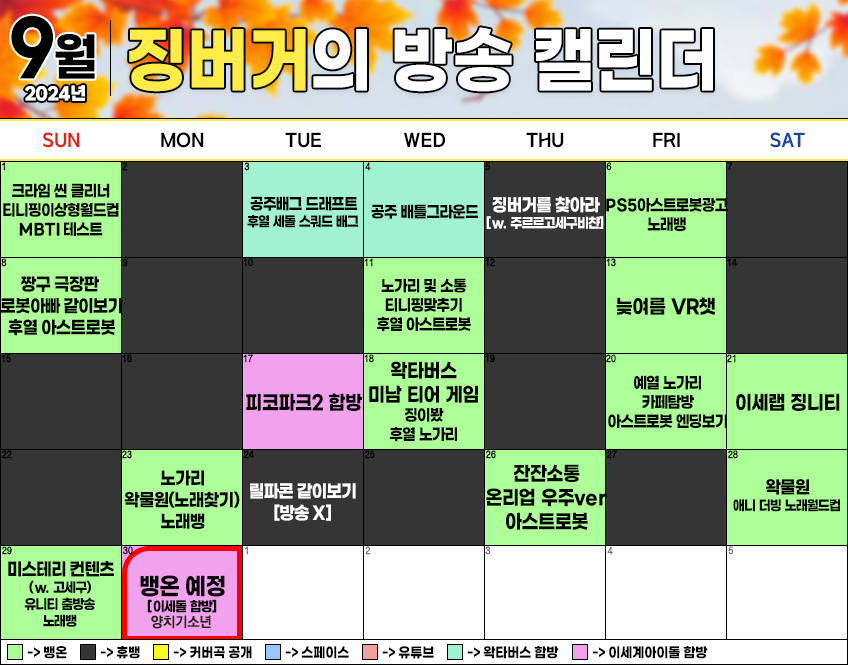 9월
2024년
징버거의 방송 캘린더
SUN MON TUE WED THU FRI SAT
1
크라임 씬 클리너
티니핑이상형월드컵
MBTI 테스트
2
3
공주배그 드래프트
후열 세돌 스쿼드 배그
4
공주 배틀그라운드
5
징버거를 찾아라
[w. 주르르고세구비챤]
6
PS5아스트로봇광고
노래뱅
7
8
짱구 극장판
로봇아빠 같이보기
후열 아스트로봇
9
10
11
노가리 및 소통
티니핑맞추기
후열 아스트로봇
12
13
늦여름 VR챗
14
15
16
17
피코파크2 합방
18
왁타버스
미남 티어 게임
징이봤
후열 노가리
19
20
예열 노가리
카페탐방
아스트로봇 엔딩보기
21
이세랩 징니티
22
23
노가리
왁물원(노래찾기)
노래뱅
24
릴파콘 같이보기
[방송 X]
25
26
잔잔소통
온리업 우주ver
아스트로봇
27
28
왁물원
애니 더빙 노래월드컵
29
미스테리 컨텐츠
(w. 고세구)
유니티 춤방송
노래뱅
30
뱅온 예정
[이세돌 합방]
양치기소년
1
2
3
4
5
-> 뱅온 -> 휴뱅 -> 커버곡 공개 -> 스페이스 -> 유튜브 -> 왁타버스 합방 -> 이세계아이돌 합방